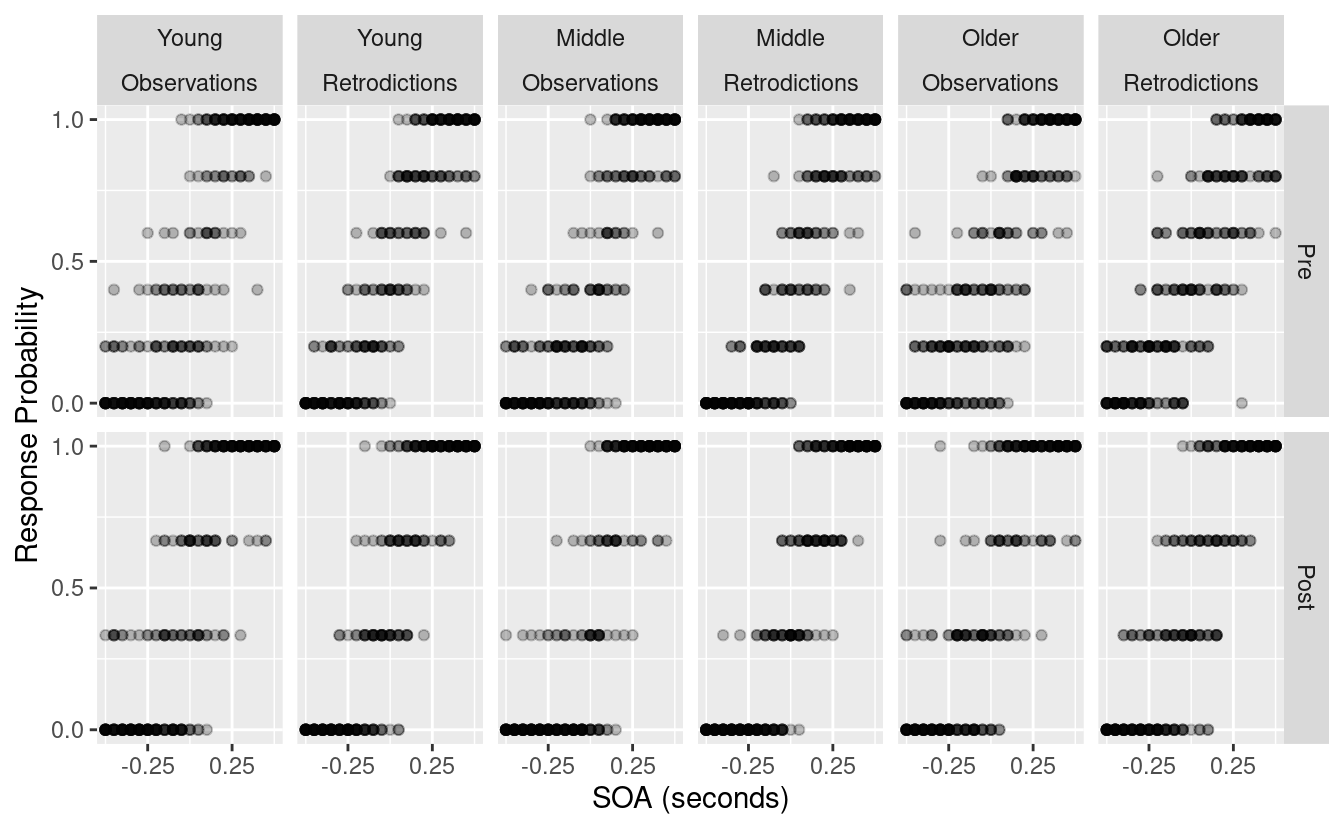 Young Young Middle Middle Older Older
Observations Retrodictions Observations Retrodictions Observations Retrodictions
1.0
0.5
0.0
Pre
1.0
0.5
0.0
Post
-0.25 0.25 -0.25 0.25 -0.25 0.25 -0.25 0.25 -0.25 0.25 -0.25 0.25
SOA (seconds)
Response Probability